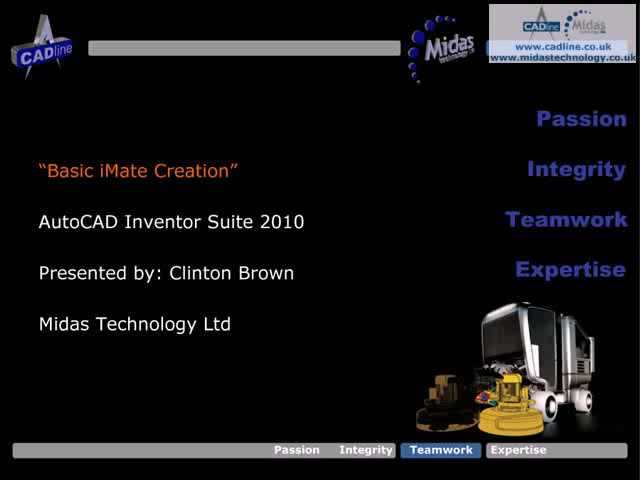 CADline
Midas
technology
CADline
Midas
www.cadline.co.uk
www.midastechnology.co.uk
Passion
Integrity
Teamwork
Expertise
“Basic iMate Creation”
AutoCAD Inventor Suite 2010
Presented by: Clinton Brown
Midas Technology Ltd
Passion Integrity Teamwork Expertise